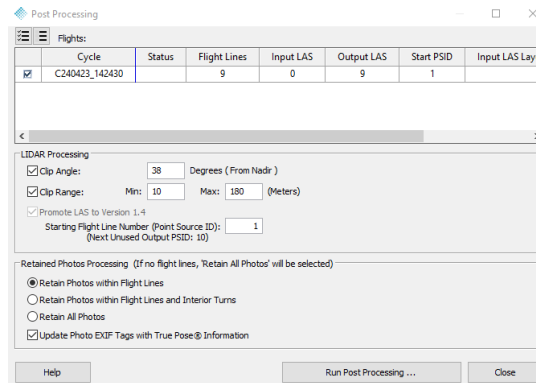 Post Processing
Flights:
Cycle Status Flight Lines Input LAS Output LAS Start PSID Input LAS Lay
C240423_142430 9 0 9 1
LIDAR Processing
Clip Angle: 38 Degrees ( From Nadir )
Clip Range: Min: 10 Max: 180 (Meters)
Promote LAS to Version 1.4
Starting Flight Line Number (Point Source ID): 1
(Next Unused Output PSID: 10)
Retained Photos Processing (If no flight lines, 'Retain All Photos' will be selected)
Retain Photos within Flight Lines
Retain Photos within Flight Lines and Interior Turns
Retain All Photos
Update Photo EXIF Tags with True Pose® Information
Help Run Post Processing ... Close